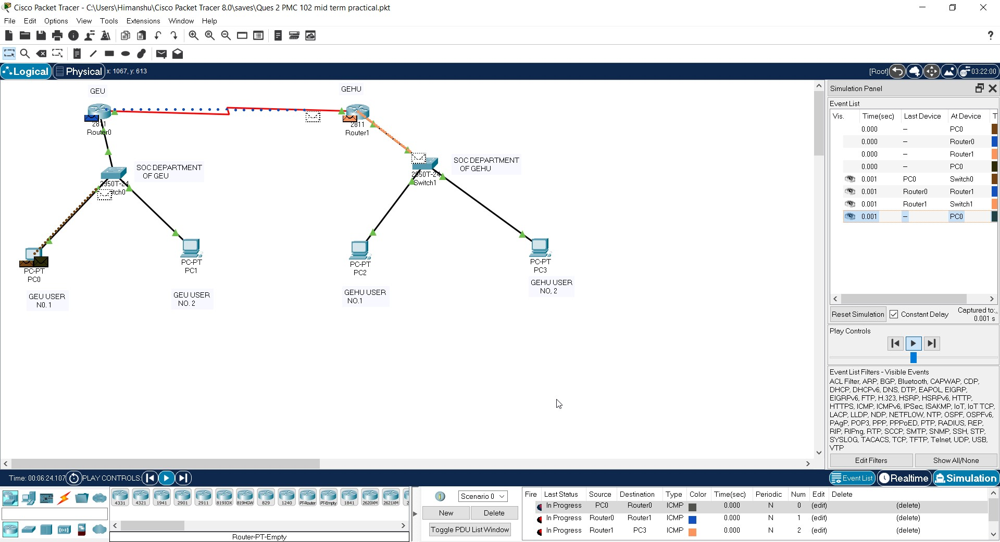 Cisco Packet Tracer - C:\Users\Himanshu\Cisco Packet Tracer 8.0\saves\Ques 2 PMC 102 mid term practical.pkt
File Edit Options View Tools Extensions Window Help
?
Logical Physical x: 1067, y: 613 [Root] 03:22:00
GEU
GEHU
2811
Router0
2811
Router1
SOC DEPARTMENT
OF GEU
SOC DEPARTMENT
OF GEHU
2950T-24
itch0
2950T-24
Switch1
PC-PT
PC0
PC-PT
PC1
PC-PT
PC2
PC-PT
PC3
GEU USER
N0. 1
GEU USER
NO. 2
GEHU USER
NO.1
GEHU USER
NO, 2
Simulation Panel
Event List
Vis. Time(sec) Last Device At Device T
0.000 -- PC0
0.000 -- Router0
0.000 -- Router1
0.000 -- PC0
0.001 PC0 Switch0
0.001 Router0 Router1
0.001 Router1 Switch1
0.001 -- PC0
Reset Simulation Constant Delay Captured to:
0.001 s
Play Controls
Event List Filters - Visible Events
ACL Filter, ARP, BGP, Bluetooth, CAPWAP, CDP,
DHCP, DHCPv6, DNS, DTP, EAPOL, EIGRP,
EIGRPv6, FTP, H.323, HSRP, HSRPv6, HTTP,
HTTPS, ICMP, ICMPv6, IPSec, ISAKMP, IoT, IoT TCP,
LACP, LLDP, NDP, NETFLOW, NTP, OSPF, OSPFv6,
PAgP, POP3, PPP, PPPoED, PTP, RADIUS, REP,
RIP, RIPng, RTP, SCCP, SMTP, SNMP, SSH, STP,
SYSLOG, TACACS, TCP, TFTP, Telnet, UDP, USB,
VTP
Edit Filters Show All/None
Time: 00:06:24.107 PLAY CONTROLS: Event List Realtime Simulation
4331 4321 1941 2901 2911 819IOX 819HGW 829 1240 PT-Router PT-Empty 1841 2620XM 2621XM 2
Router-PT-Empty
Scenario 0
New Delete
Toggle PDU List Window
Fire Last Status Source Destination Type Color Time(sec) Periodic Num Edit Delete
In Progress PC0 Router0 ICMP 0.000 N 0 (edit) (delete)
In Progress Router0 Router1 ICMP 0.000 N 1 (edit) (delete)
In Progress Router1 PC3 ICMP 0.000 N 2 (edit) (delete)